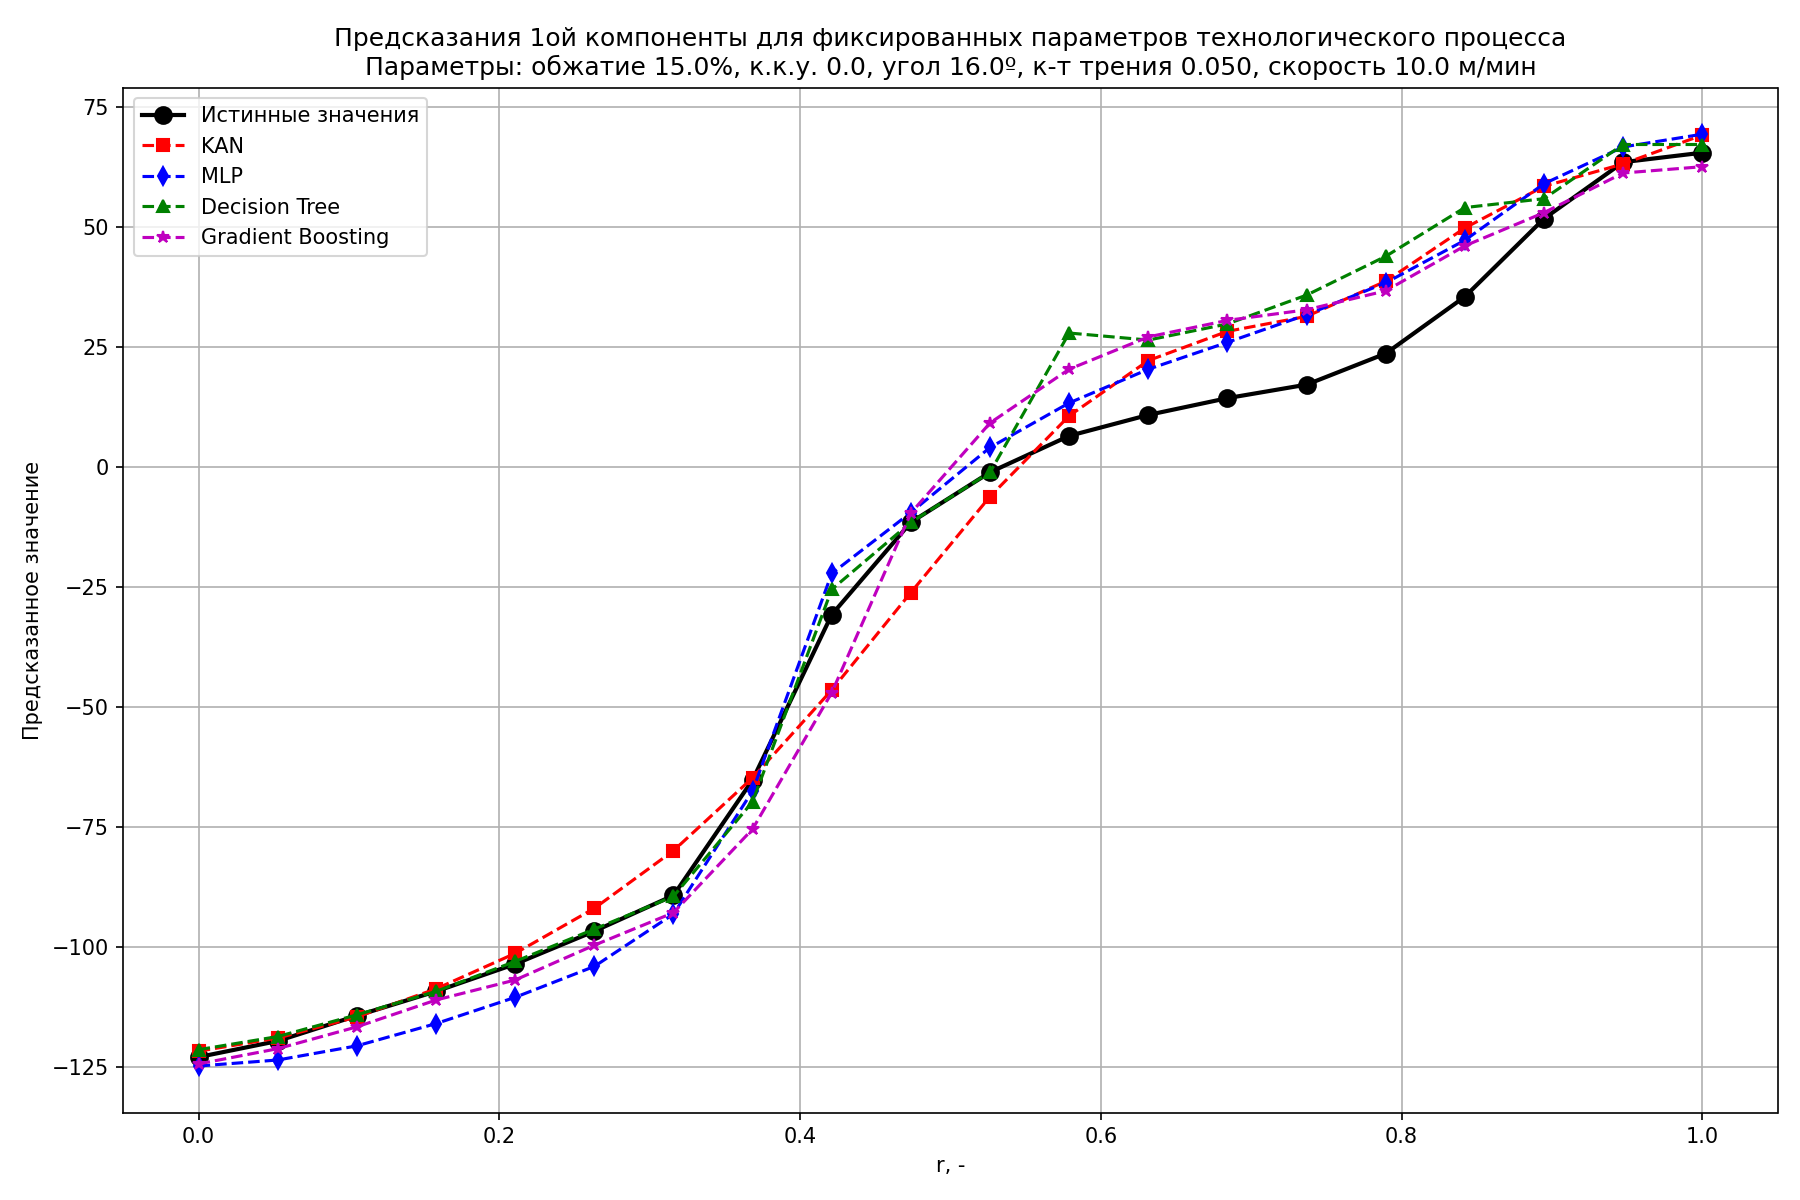 Предсказания 1ой компоненты для фиксированных параметров технологического процесса
Параметры: обжатие 15.0%, к.к.у. 0.0, угол 16.0º, к-т трения 0.050, скорость 10.0 м/мин
Истинные значения
KAN
MLP
Decision Tree
Gradient Boosting
Предсказанное значение
75
50
25
0
−25
−50
−75
−100
−125
0.0
0.2
0.4
0.6
0.8
1.0
r, -